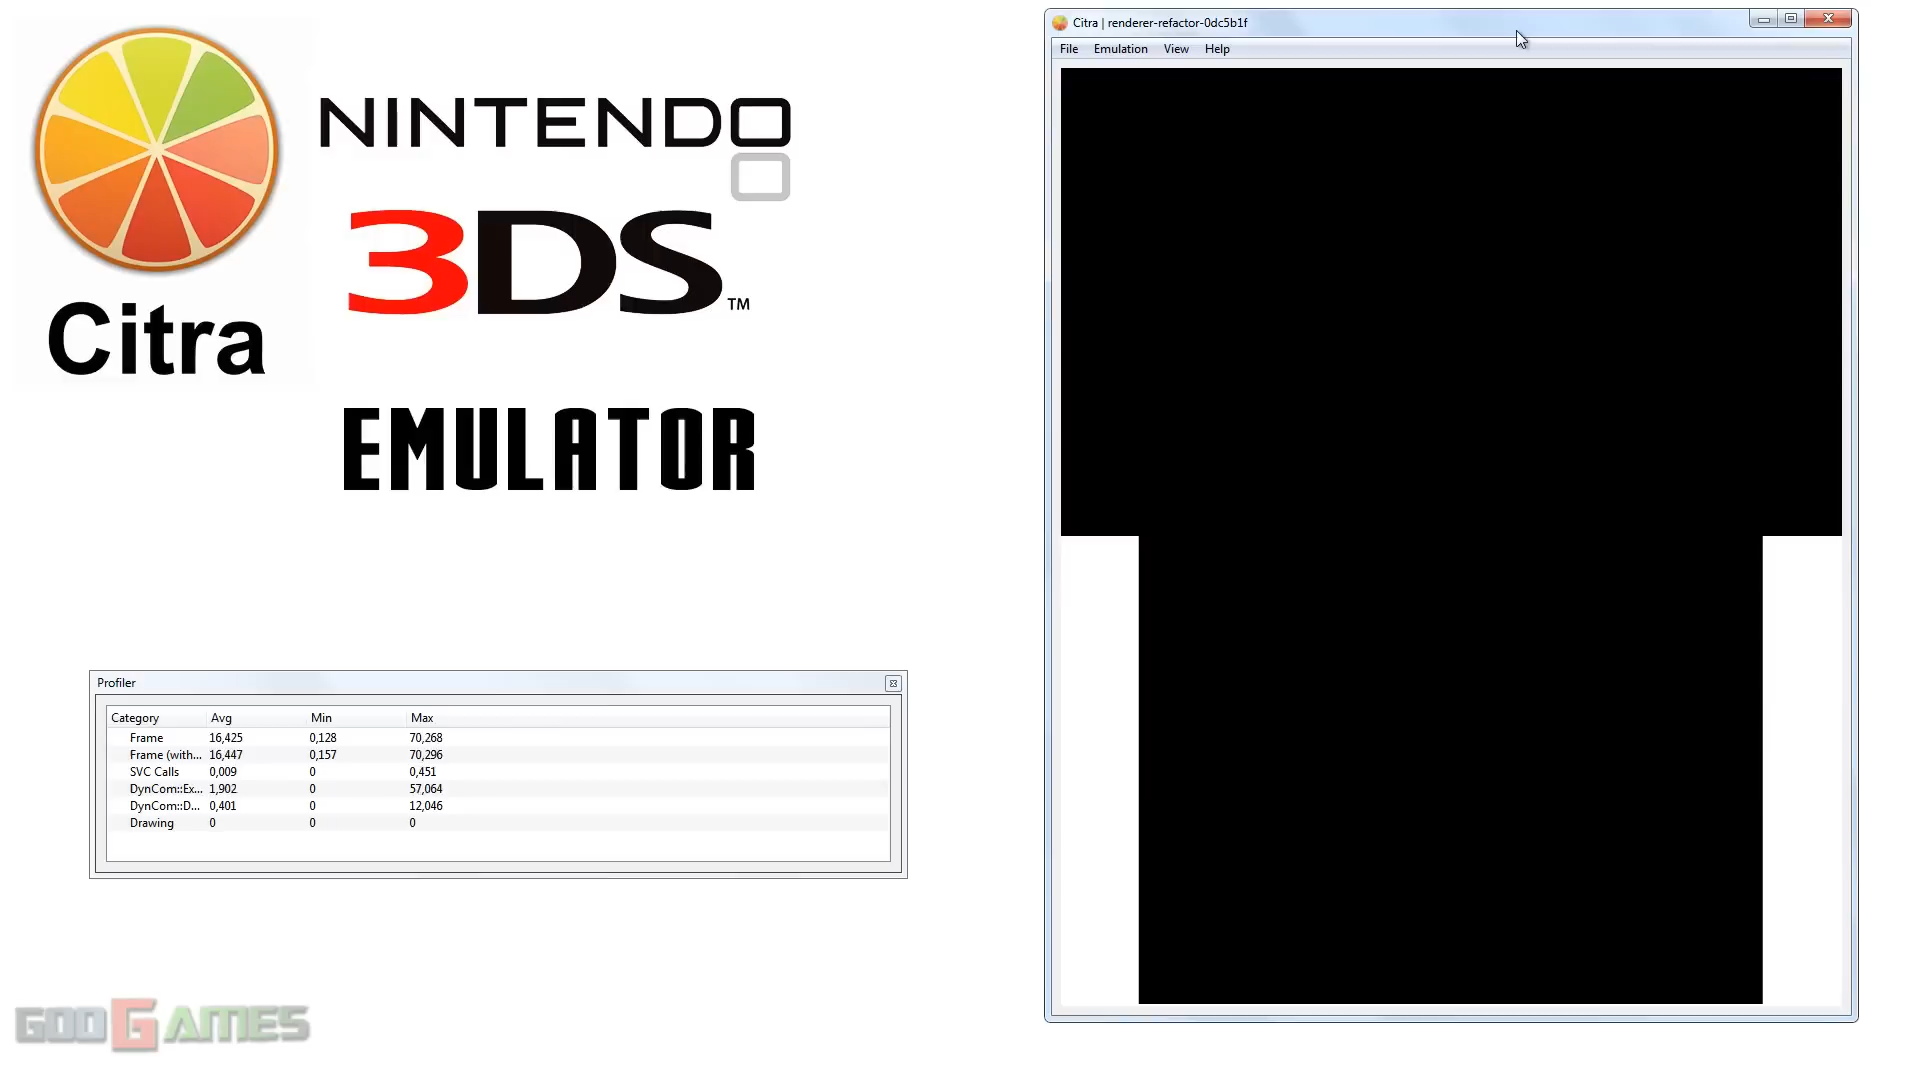 Citra
NINTENDO
3DS™
EMULATOR
Citra | renderer-refactor-0dc5b1f
File Emulation View Help
Profiler
Category Avg Min Max
Frame 16,425 0,128 70,268
Frame (with... 16,447 0,157 70,296
SVC Calls 0,009 0 0,451
DynCom::Ex... 1,902 0 57,064
DynCom::D... 0,401 0 12,046
Drawing 0 0 0
GOOGAMES